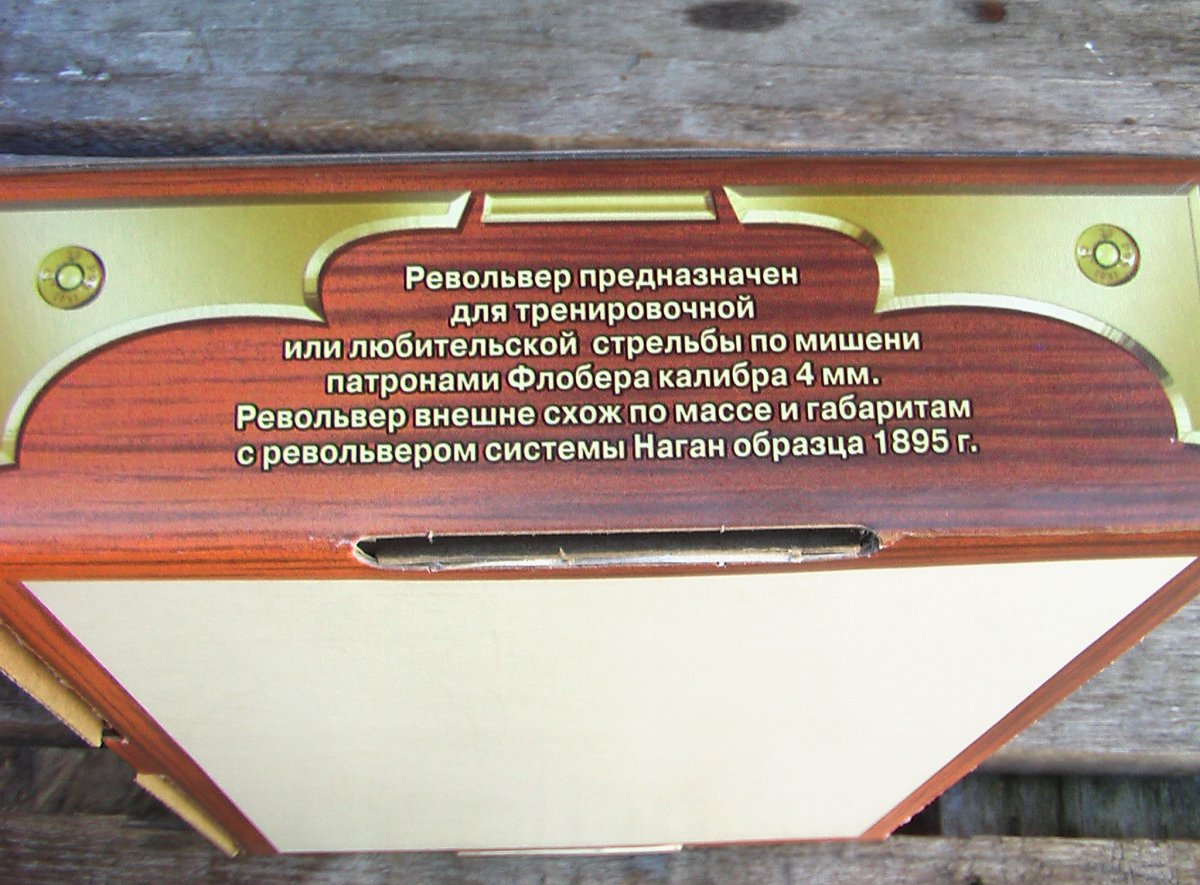 Револьвер предназначен
для тренировочной
или любительской стрельбы по мишени
патронами Флобера калибра 4 мм.
Револьвер внешне схож по массе и габаритам
с револьвером системы Наган образца 1895 г.